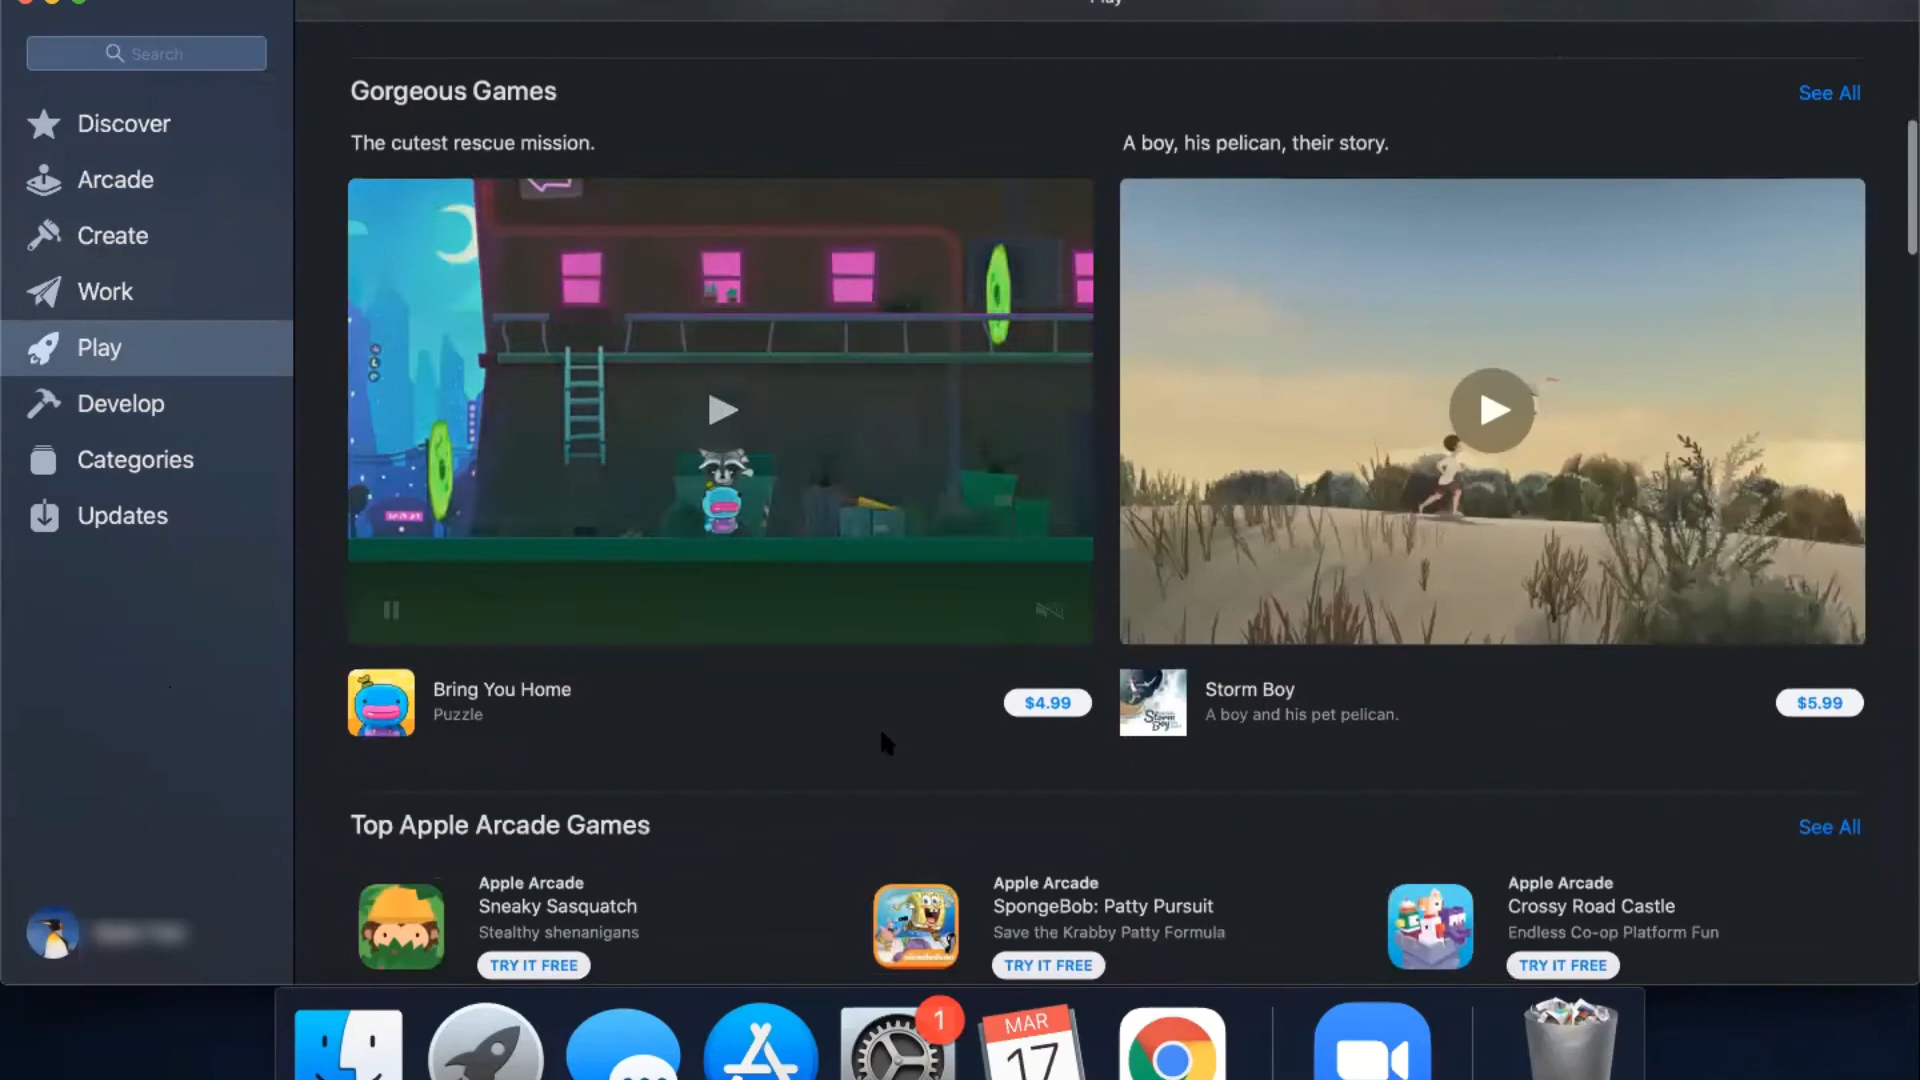 Search
Discover
Arcade
Create
Work
Play
Develop
Categories
Updates
Gorgeous Games
See All
The cutest rescue mission.
A boy, his pelican, their story.
Bring You Home
Puzzle
$4.99
Storm Boy
Storm Boy
A boy and his pet pelican.
$5.99
Top Apple Arcade Games
See All
Apple Arcade
Sneaky Sasquatch
Stealthy shenanigans
TRY IT FREE
Apple Arcade
SpongeBob: Patty Pursuit
Save the Krabby Patty Formula
TRY IT FREE
Apple Arcade
Crossy Road Castle
Endless Co-op Platform Fun
TRY IT FREE
1
MAR
17